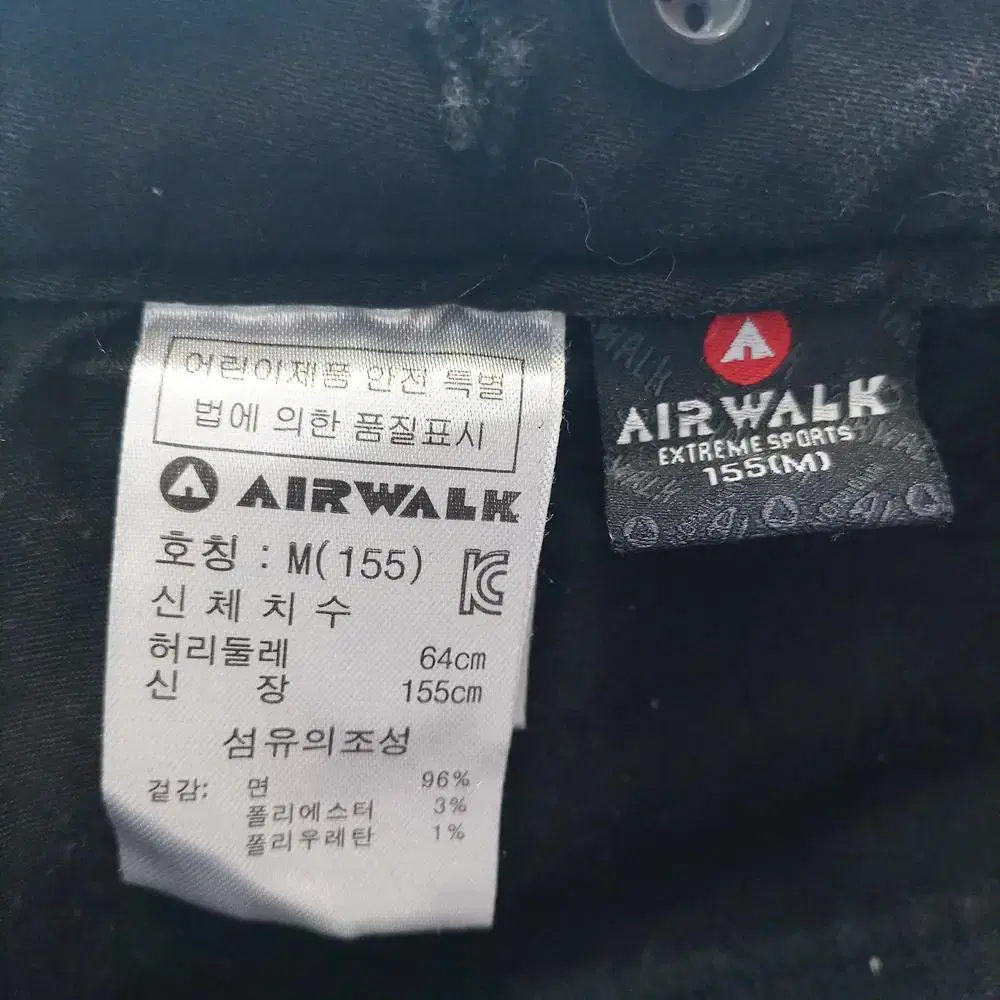 어린이제품 안전 특별
법에 의한 품질표시
AIRWALK
호칭 : M(155)
신 체 치 수
허리둘레 64cm
신 장 155cm
섬유의조성
겉감: 면 96%
폴리에스터 3%
폴리우레탄 1%
AIRWALK
EXTREME SPORTS
155(M)